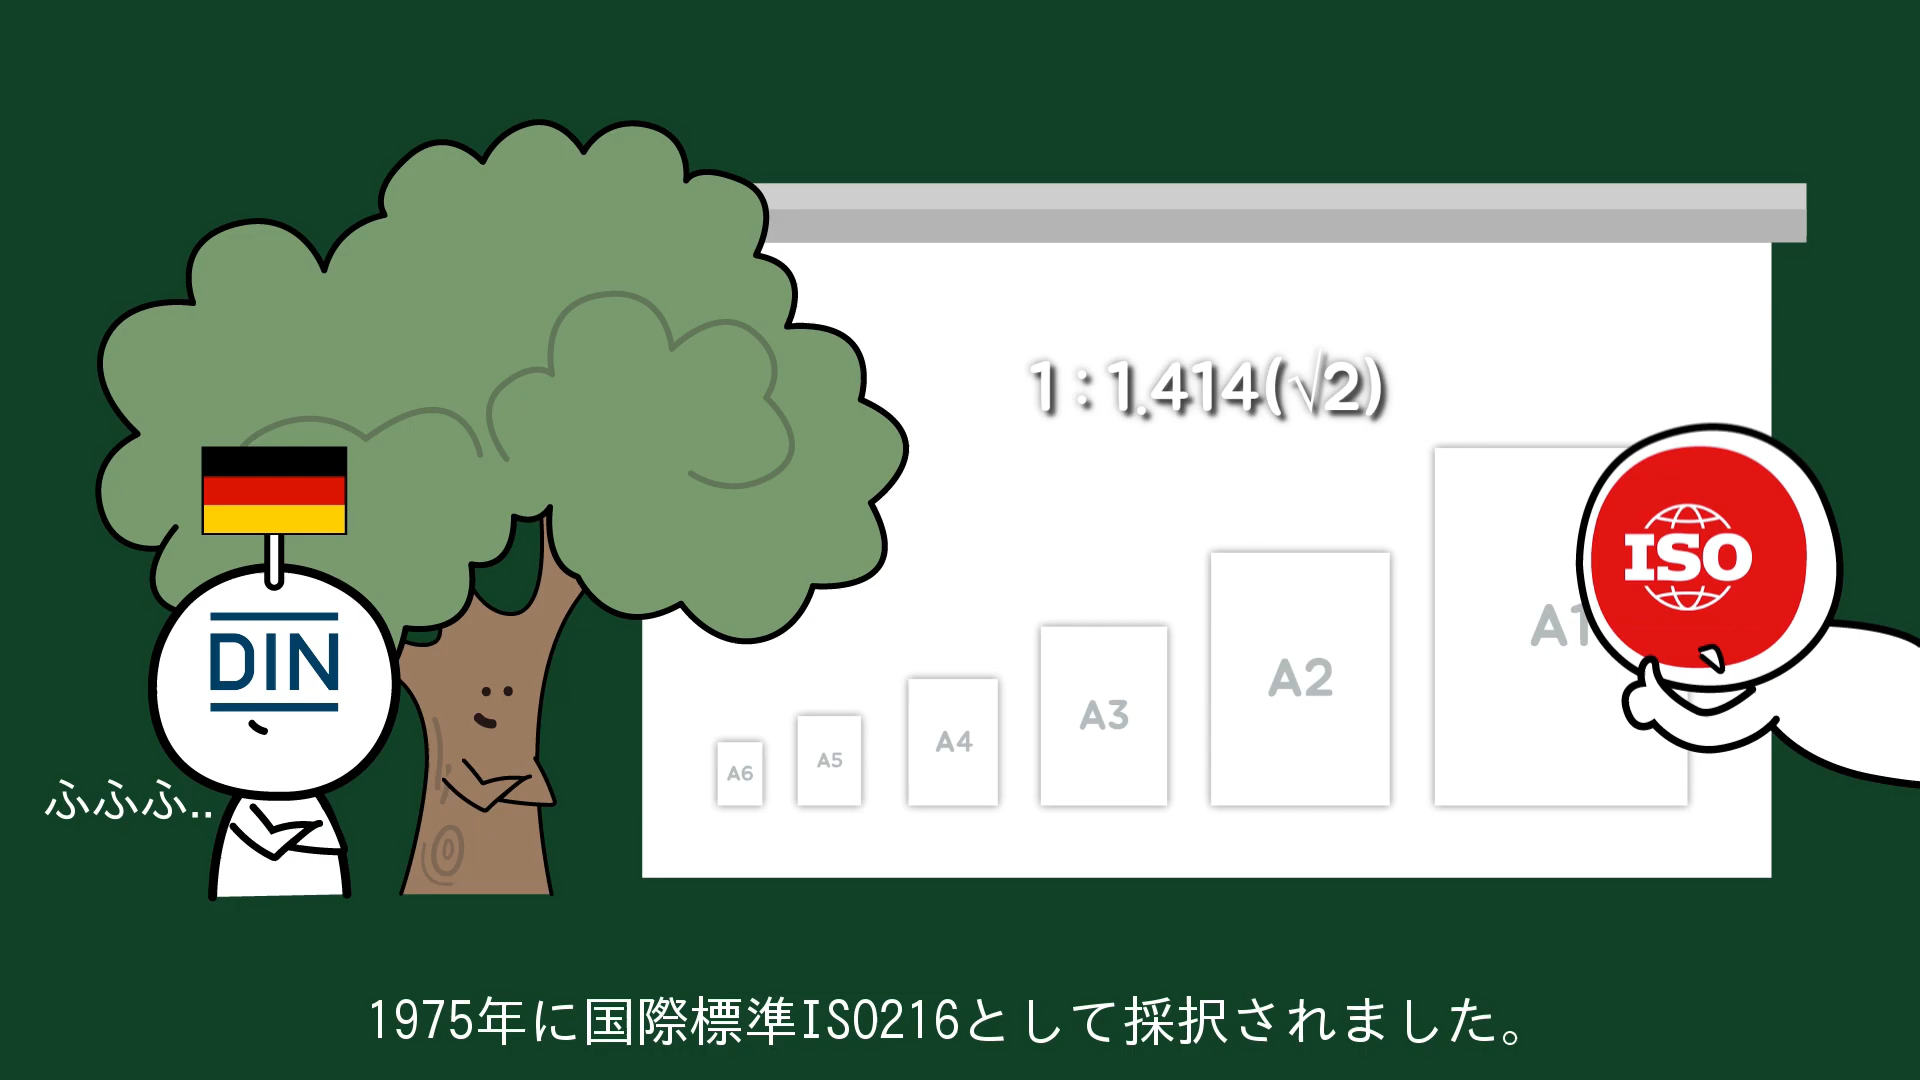 1:1.414(√2)
DIN
ISO
A6
A5
A4
A3
A2
A1
ふふふ..
1975年に国際標準ISO216として採択されました。